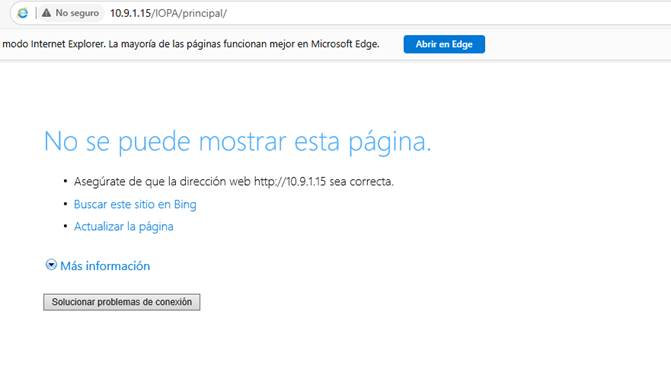 No seguro 10.9.1.15/IOPA/principal/
modo Internet Explorer. La mayoría de las páginas funcionan mejor en Microsoft Edge. Abrir en Edge
No se puede mostrar esta página.
• Asegúrate de que la dirección web http://10.9.1.15 sea correcta.
• Buscar este sitio en Bing
• Actualizar la página
Más información
Solucionar problemas de conexión